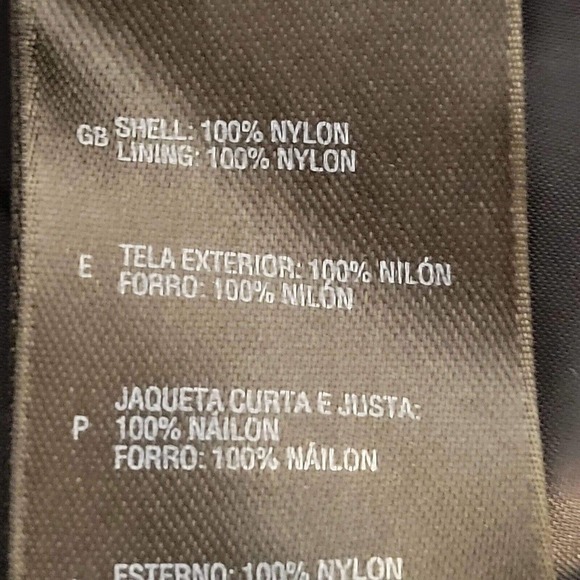 GB SHELL: 100% NYLON
LINING: 100% NYLON
E TELA EXTERIOR: 100% NILÓN
FORRO: 100% NILÓN
JAQUETA CURTA E JUSTA:
P 100% NÁILON
FORRO: 100% NÁILON
ESTERNO: 100% NYLON